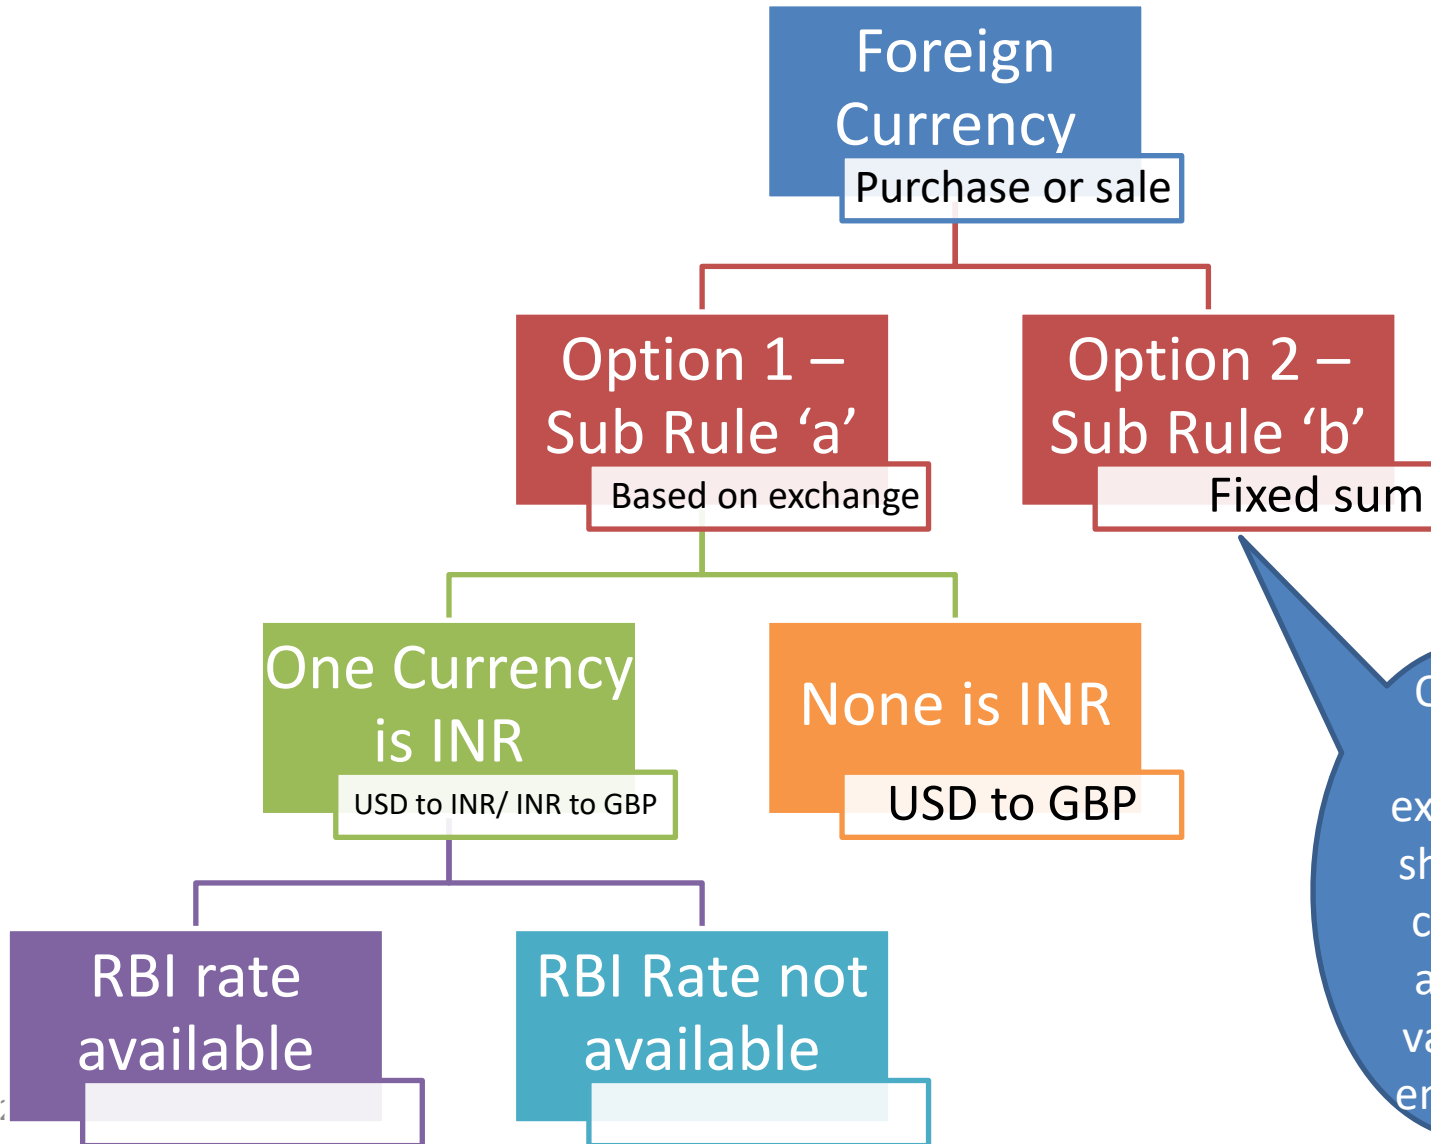 Foreign
Currency
Purchase or sale
Option 1 –
Sub Rule ‘a’
Based on exchange
Option 2 –
Sub Rule ‘b’
Fixed sum
One Currency
is INR
USD to INR/ INR to GBP
None is INR
USD to GBP
RBI rate
available
RBI Rate not
available